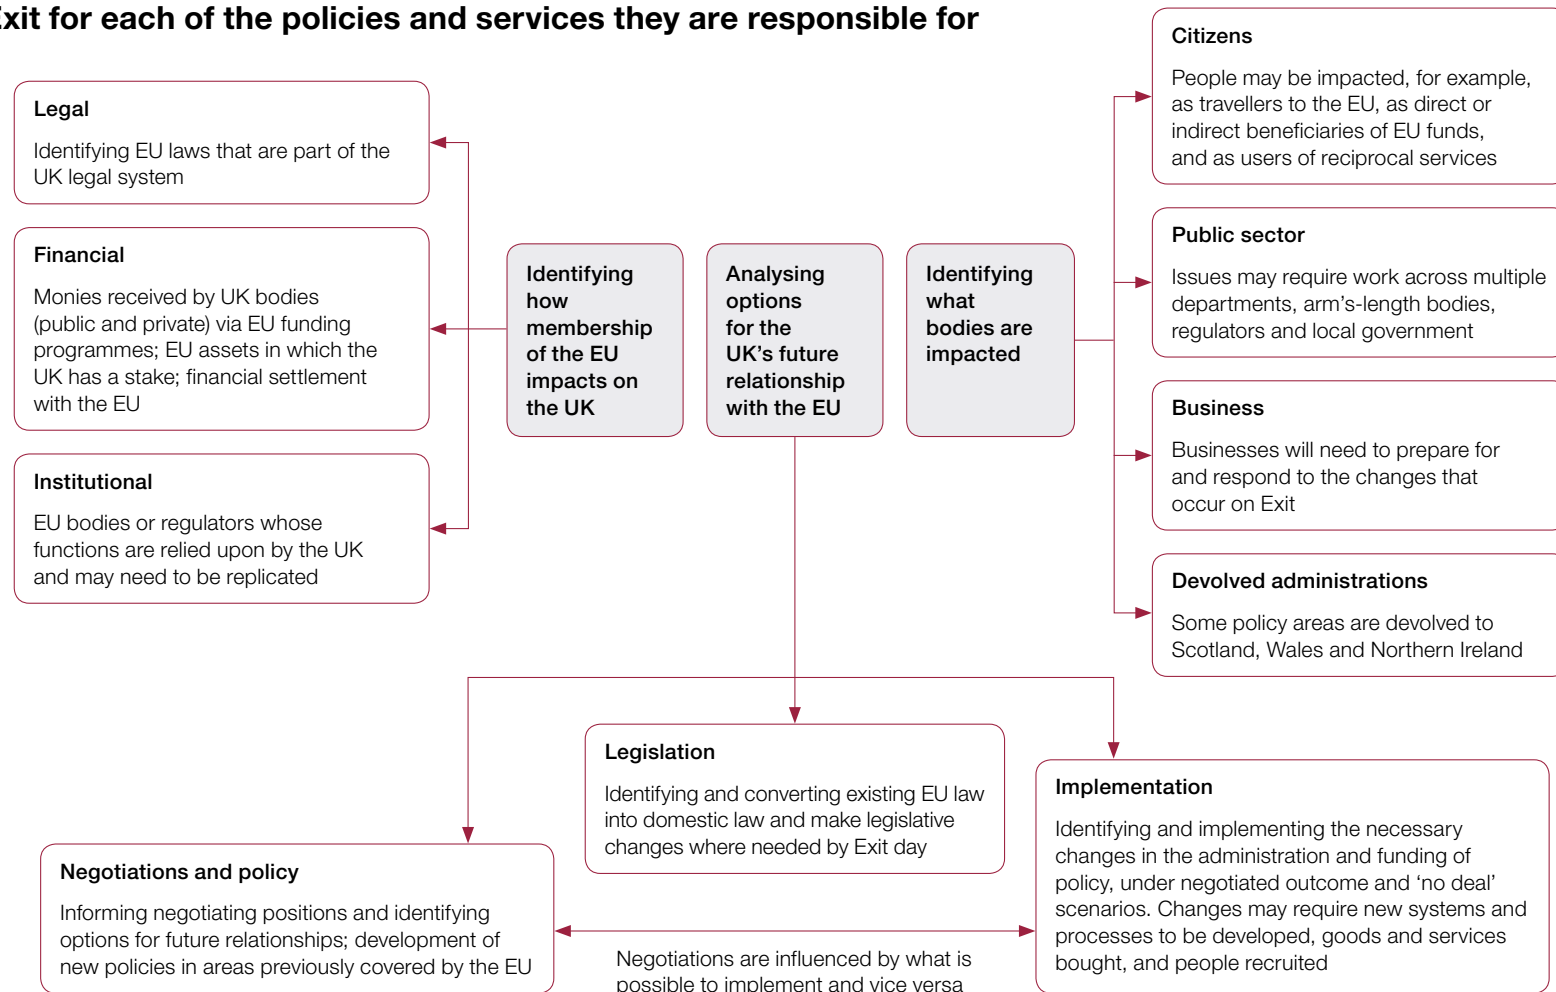 Exit for each of the policies and services they are responsible for
Legal
Identifying EU laws that are part of the
UK legal system
Financial
Monies received by UK bodies
(public and private) via EU funding
programmes; EU assets in which the
UK has a stake; financial settlement
with the EU
Institutional
EU bodies or regulators whose
functions are relied upon by the UK
and may need to be replicated
Identifying
how
membership
of the EU
impacts on
the UK
Analysing
options
for the
UK’s future
relationship
with the EU
Identifying
what
bodies are
impacted
Citizens
People may be impacted, for example,
as travellers to the EU, as direct or
indirect beneficiaries of EU funds,
and as users of reciprocal services
Public sector
Issues may require work across multiple
departments, arm’s-length bodies,
regulators and local government
Business
Businesses will need to prepare for
and respond to the changes that
occur on Exit
Devolved administrations
Some policy areas are devolved to
Scotland, Wales and Northern Ireland
Legislation
Identifying and converting existing EU law
into domestic law and make legislative
changes where needed by Exit day
Negotiations and policy
Informing negotiating positions and identifying
options for future relationships; development of
new policies in areas previously covered by the EU
Negotiations are influenced by what is
possible to implement and vice versa
Implementation
Identifying and implementing the necessary
changes in the administration and funding of
policy, under negotiated outcome and ‘no deal’
scenarios. Changes may require new systems and
processes to be developed, goods and services
bought, and people recruited